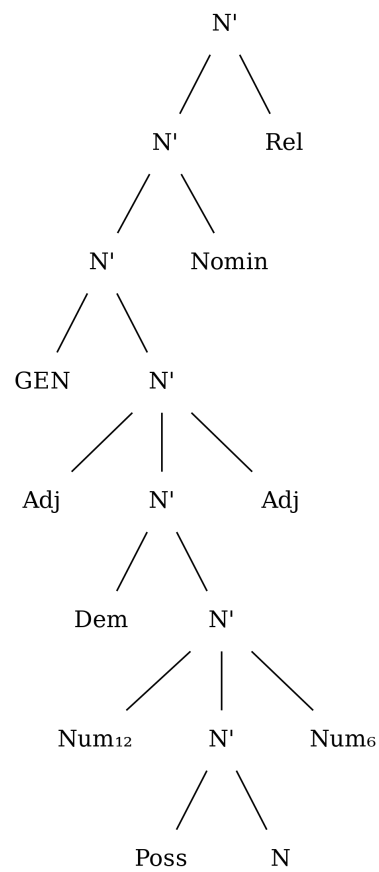 N'
N' Rel
N' Nomin
GEN N'
Adj N' Adj
Dem N'
Num₁₂ N' Num₆
Poss N